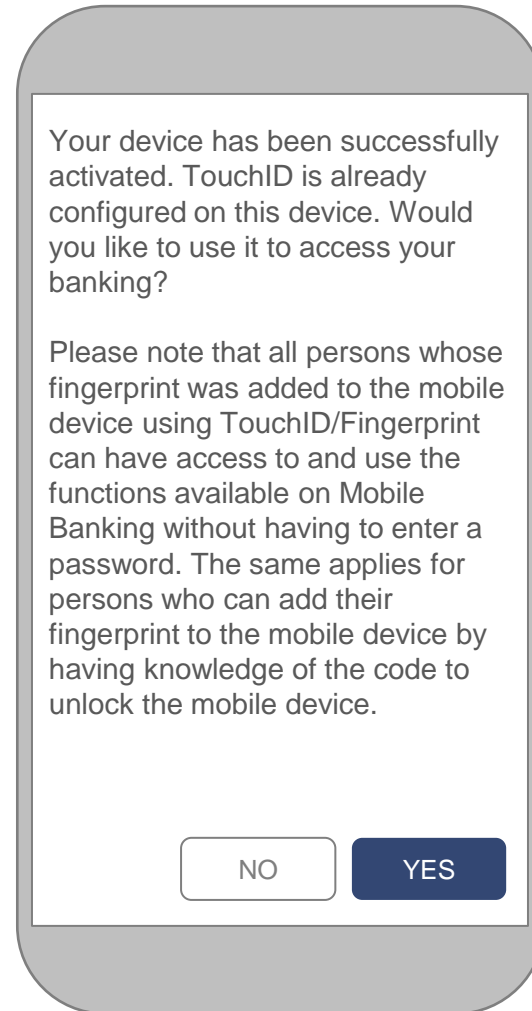 Your device has been successfully
activated. TouchID is already
configured on this device. Would
you like to use it to access your
banking?
Please note that all persons whose
fingerprint was added to the mobile
device using TouchID/Fingerprint
can have access to and use the
functions available on Mobile
Banking without having to enter a
password. The same applies for
persons who can add their
fingerprint to the mobile device by
having knowledge of the code to
unlock the mobile device.
NO
YES